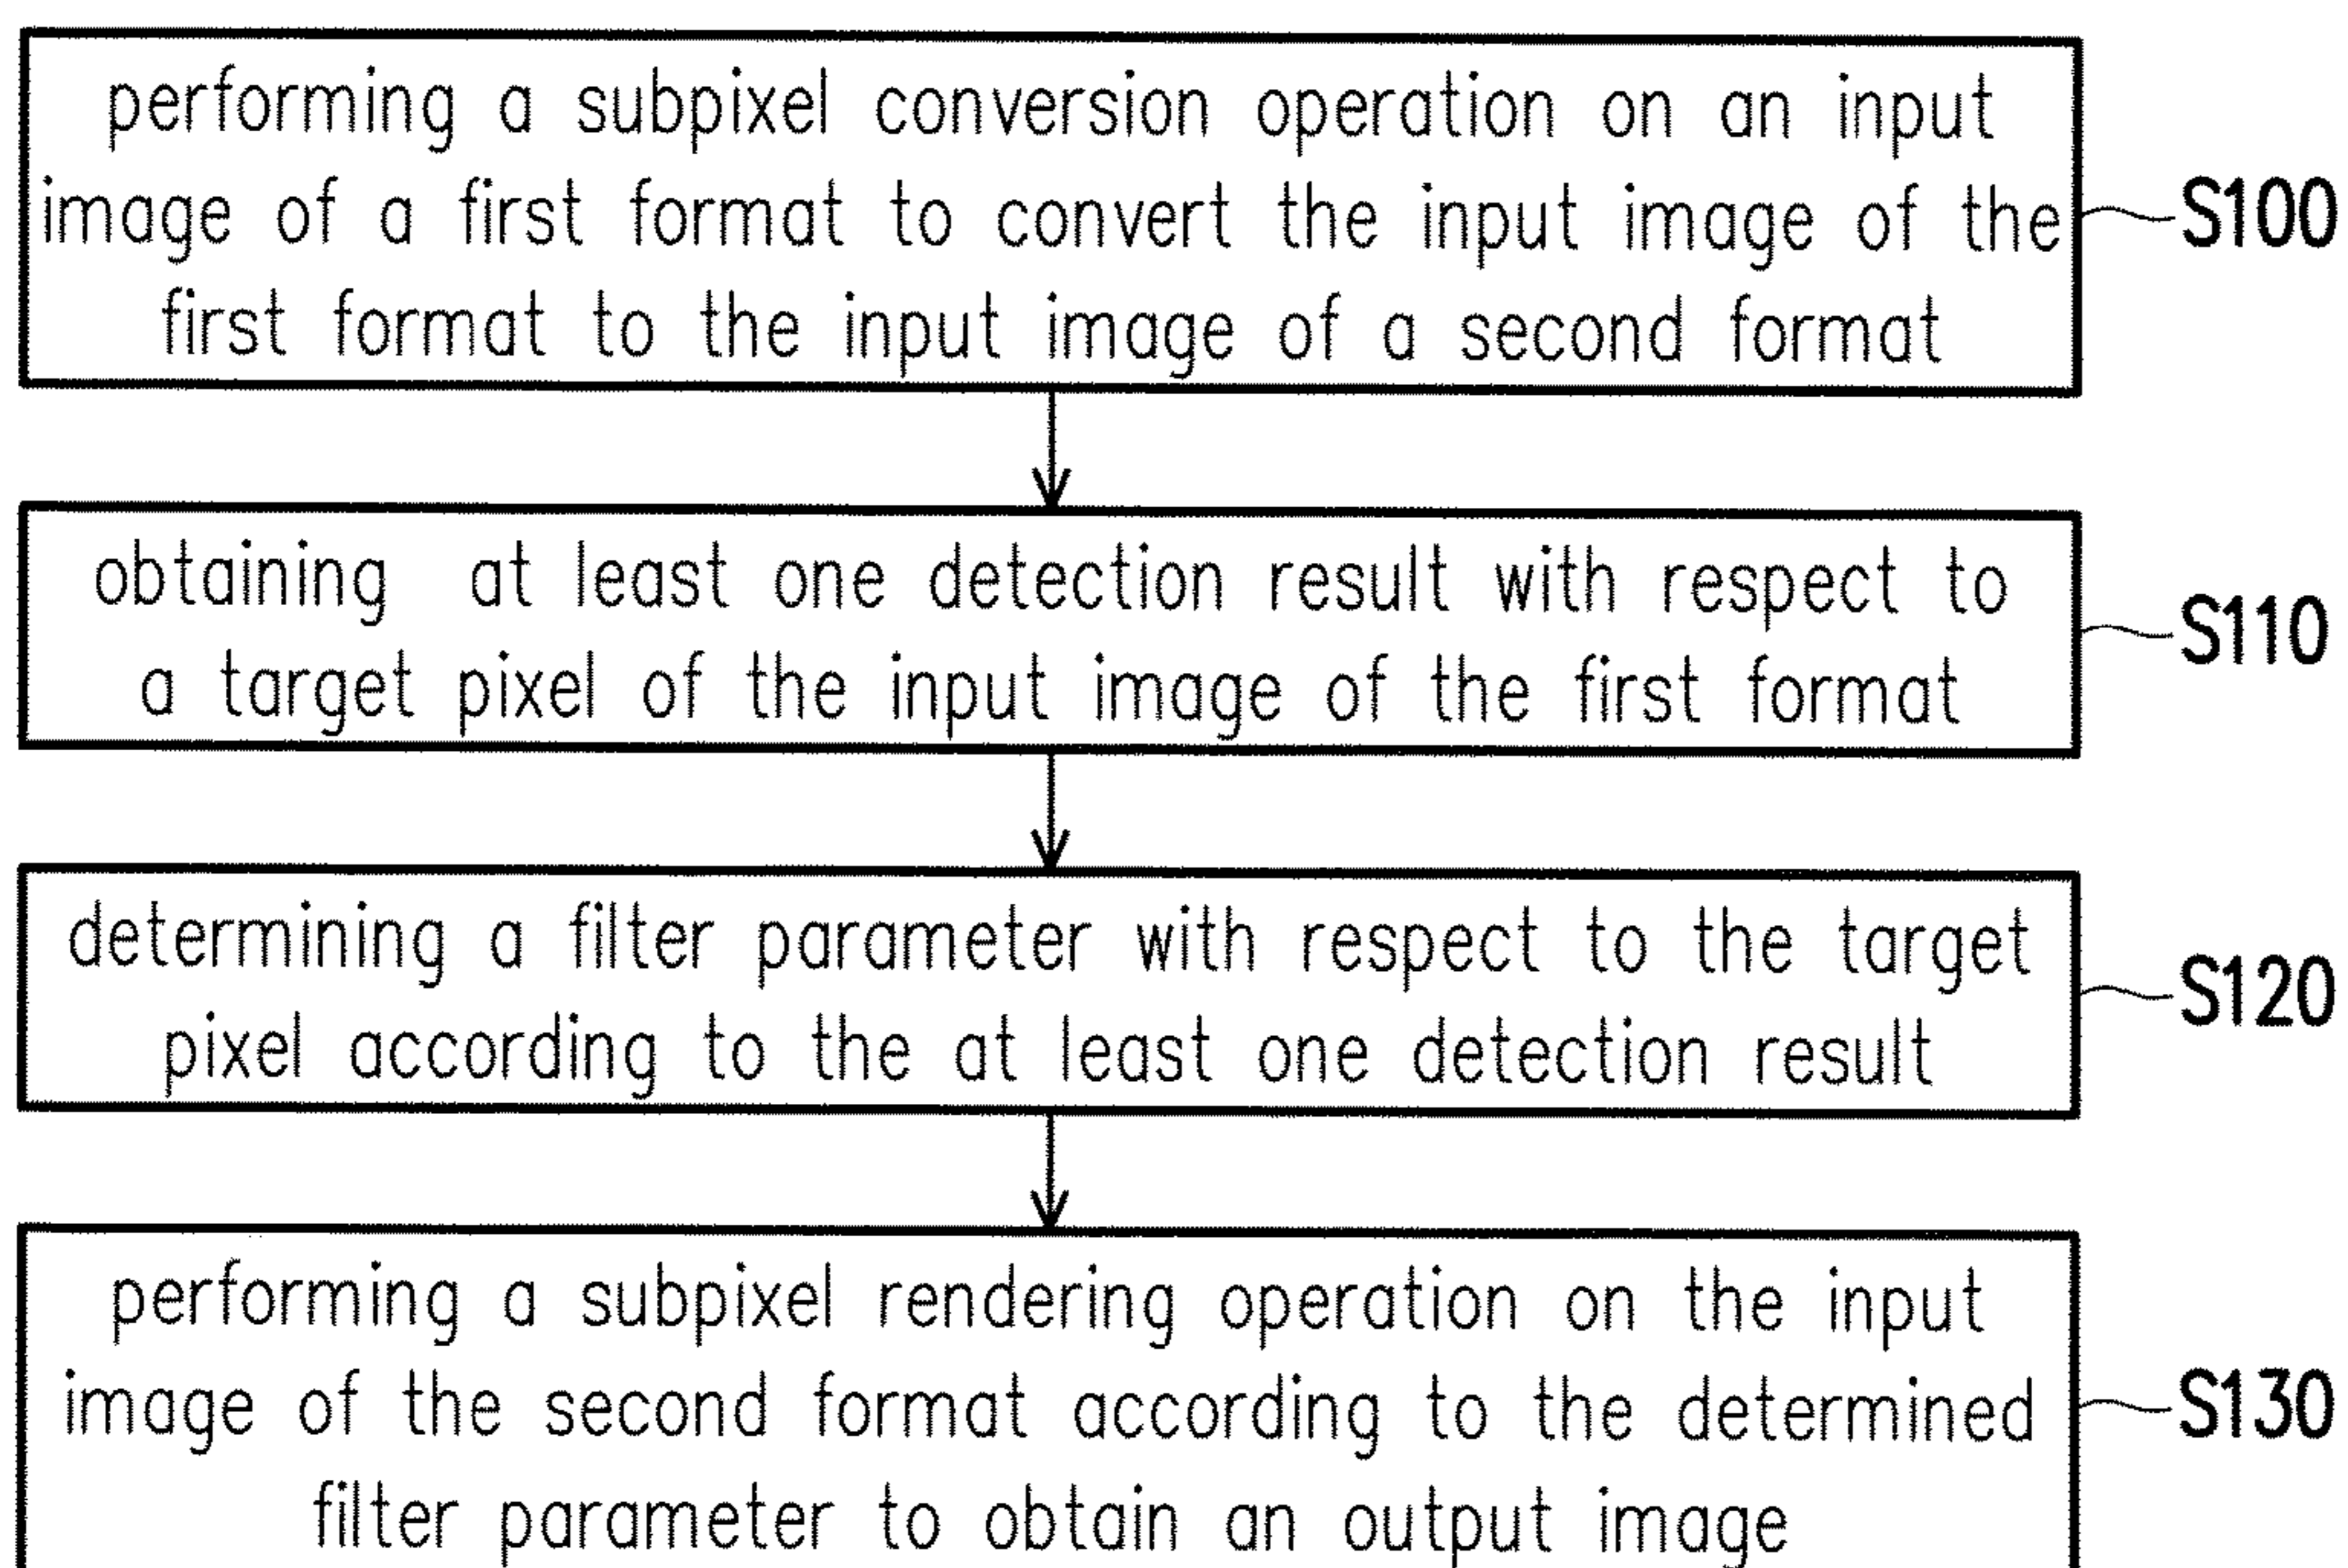 performing a subpixel conversion operation on an input
image of a first format to convert the input image of the
first format to the input image of a second format
S100
obtaining at least one detection result with respect to
a target pixel of the input image of the first format
S110
determining a filter parameter with respect to the target
pixel according to the at least one detection result
S120
performing a subpixel rendering operation on the input
image of the second format according to the determined
filter parameter to obtain an output image
S130